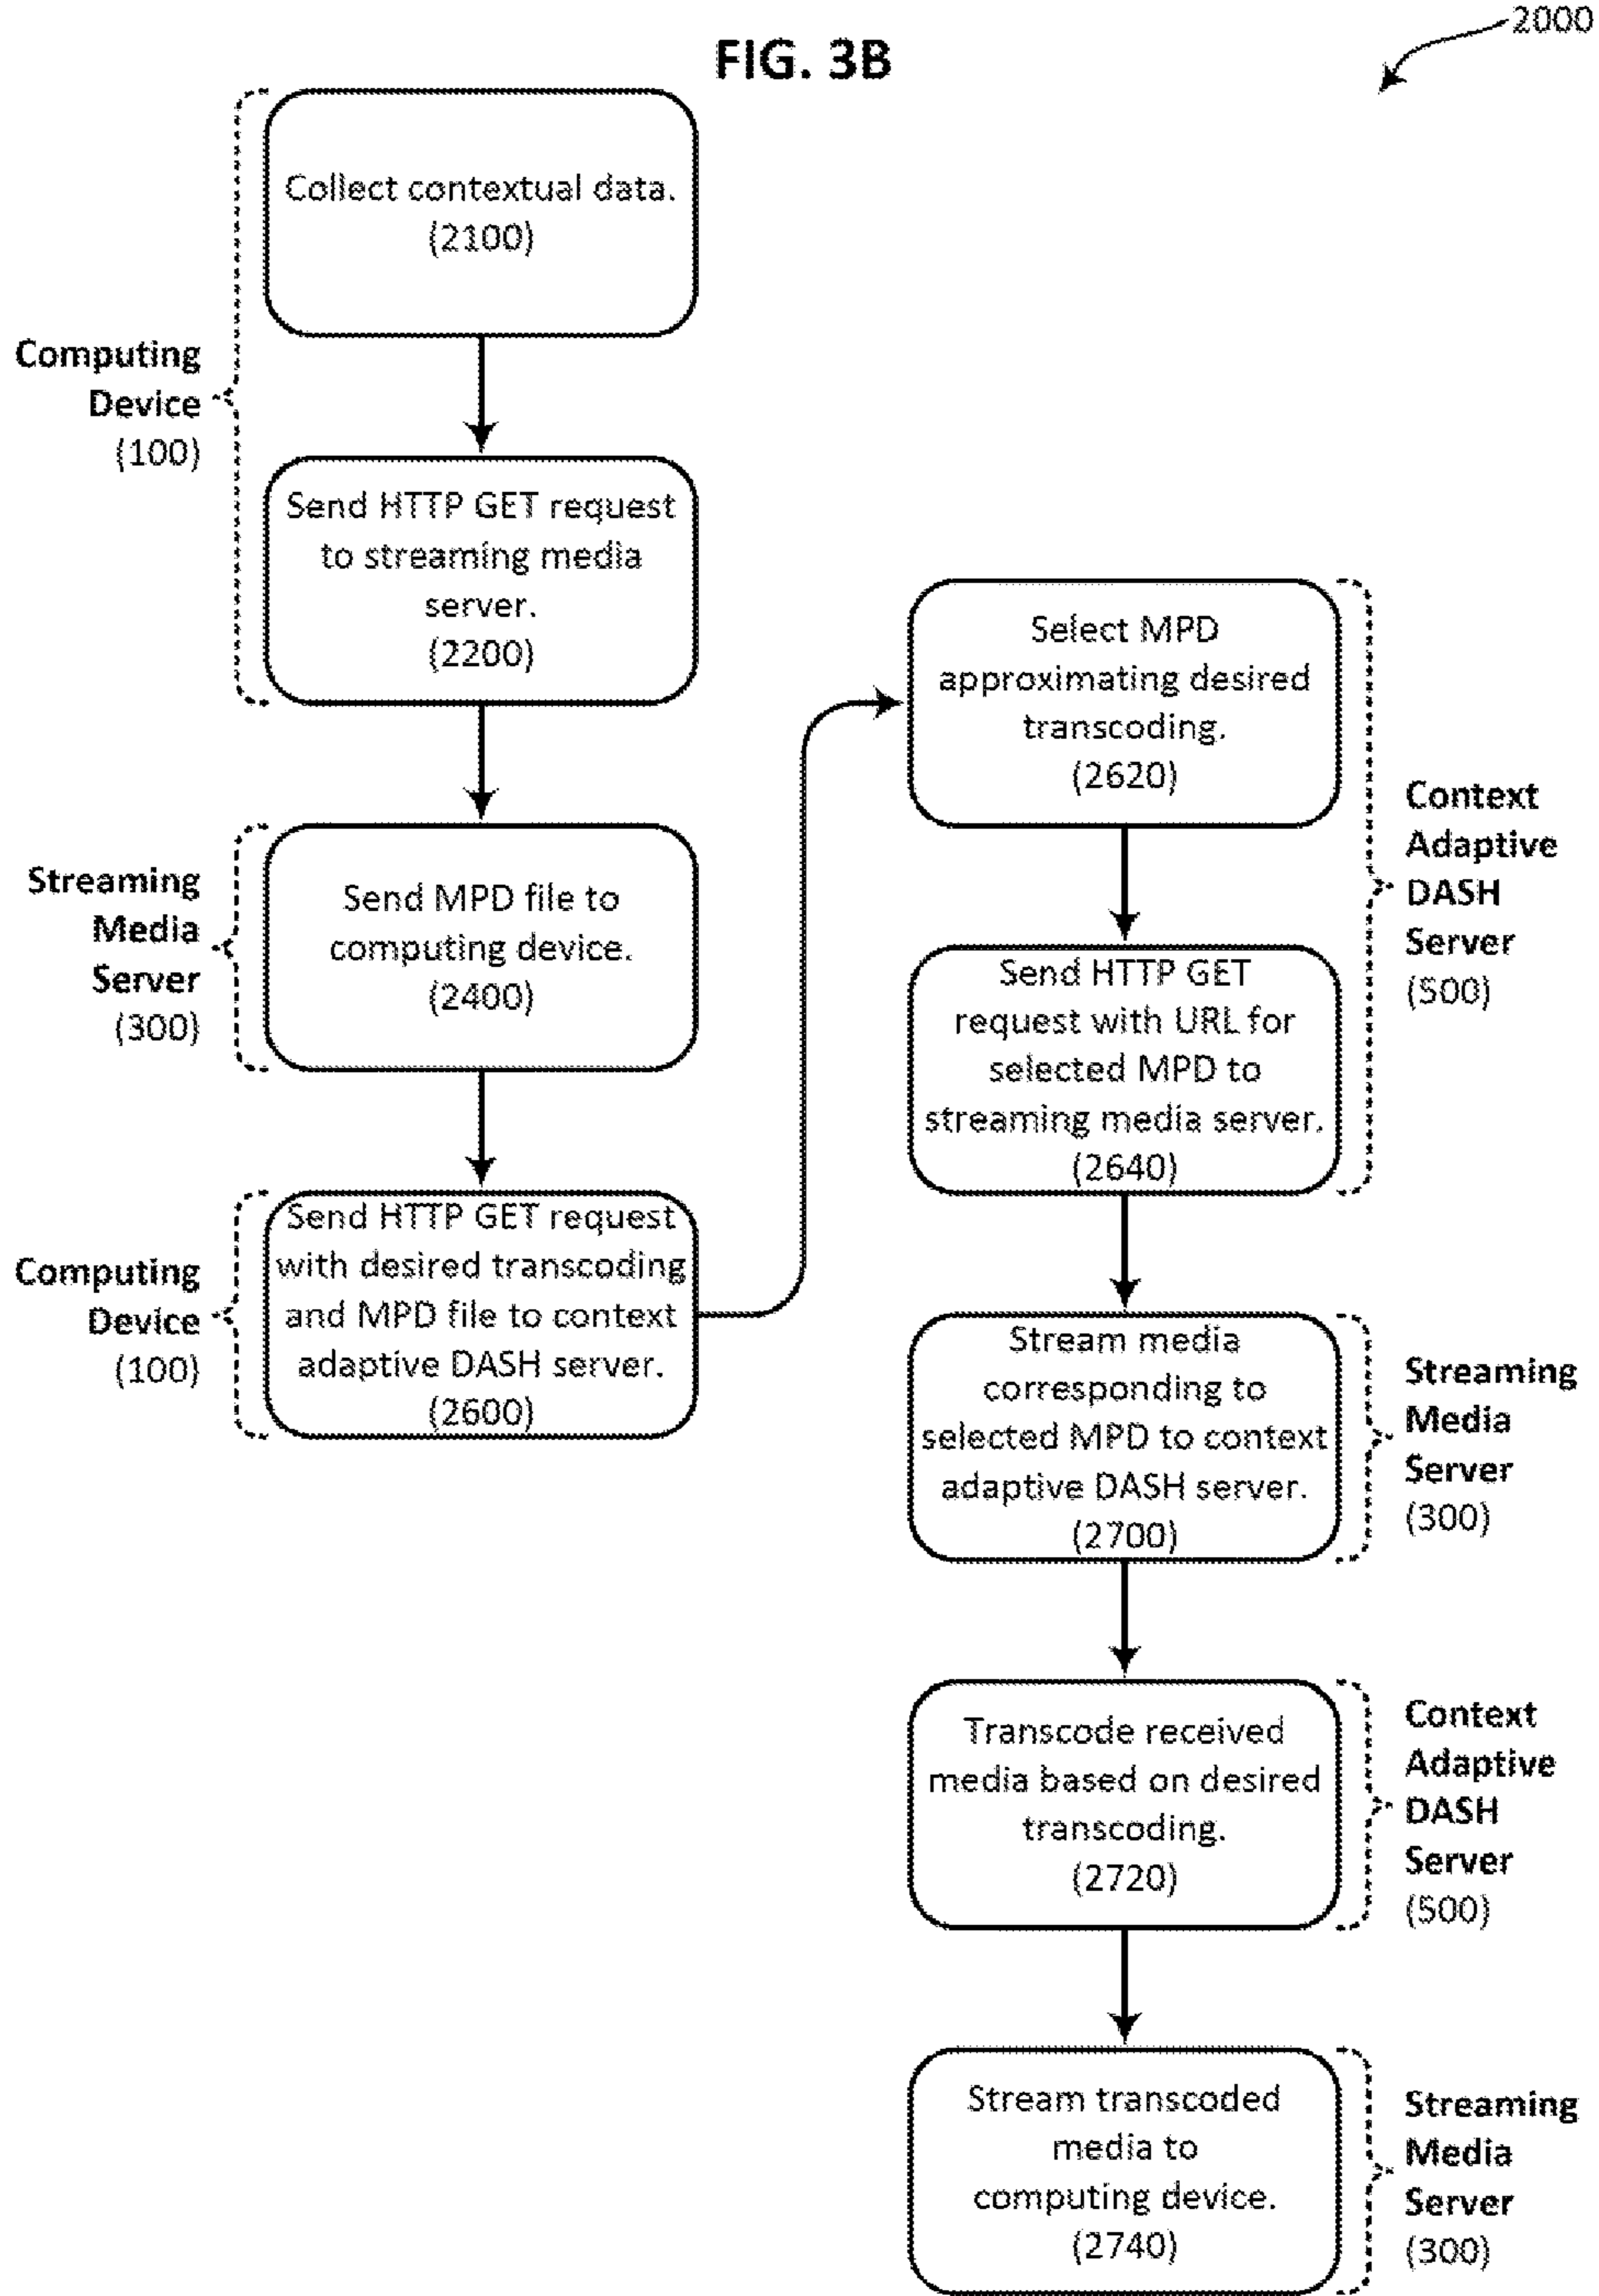 2000
FIG. 3B
Collect contextual data.
(2100)
Computing
Device
(100)
Send HTTP GET request
to streaming media
server.
(2200)
Streaming
Media
Server
(300)
Send MPD file to
computing device.
(2400)
Computing
Device
(100)
Send HTTP GET request
with desired transcoding
and MPD file to context
adaptive DASH server.
(2600)
Select MPD
approximating desired
transcoding.
(2620)
Context
Adaptive
DASH
Server
(500)
Send HTTP GET
request with URL for
selected MPD to
streaming media server.
(2640)
Stream media
corresponding to
selected MPD to context
adaptive DASH server.
(2700)
Streaming
Media
Server
(300)
Transcode received
media based on desired
transcoding.
(2720)
Context
Adaptive
DASH
Server
(500)
Stream transcoded
media to
computing device.
(2740)
Streaming
Media
Server
(300)